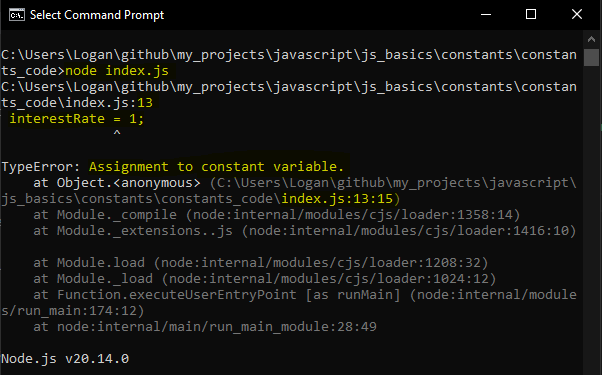 Select Command Prompt
C:\Users\Logan\github\my_projects\javascript\js_basics\constants\constan
ts_code>node index.js
C:\Users\Logan\github\my_projects\javascript\js_basics\constants\constan
ts_code\index.js:13
 interestRate = 1;
              ^
TypeError: Assignment to constant variable.
    at Object.<anonymous> (C:\Users\Logan\github\my_projects\javascript\
js_basics\constants\constants_code\index.js:13:15)
    at Module._compile (node:internal/modules/cjs/loader:1358:14)
    at Module._extensions..js (node:internal/modules/cjs/loader:1416:10)
    at Module.load (node:internal/modules/cjs/loader:1208:32)
    at Module._load (node:internal/modules/cjs/loader:1024:12)
    at Function.executeUserEntryPoint [as runMain] (node:internal/module
s/run_main:174:12)
    at node:internal/main/run_main_module:28:49
Node.js v20.14.0